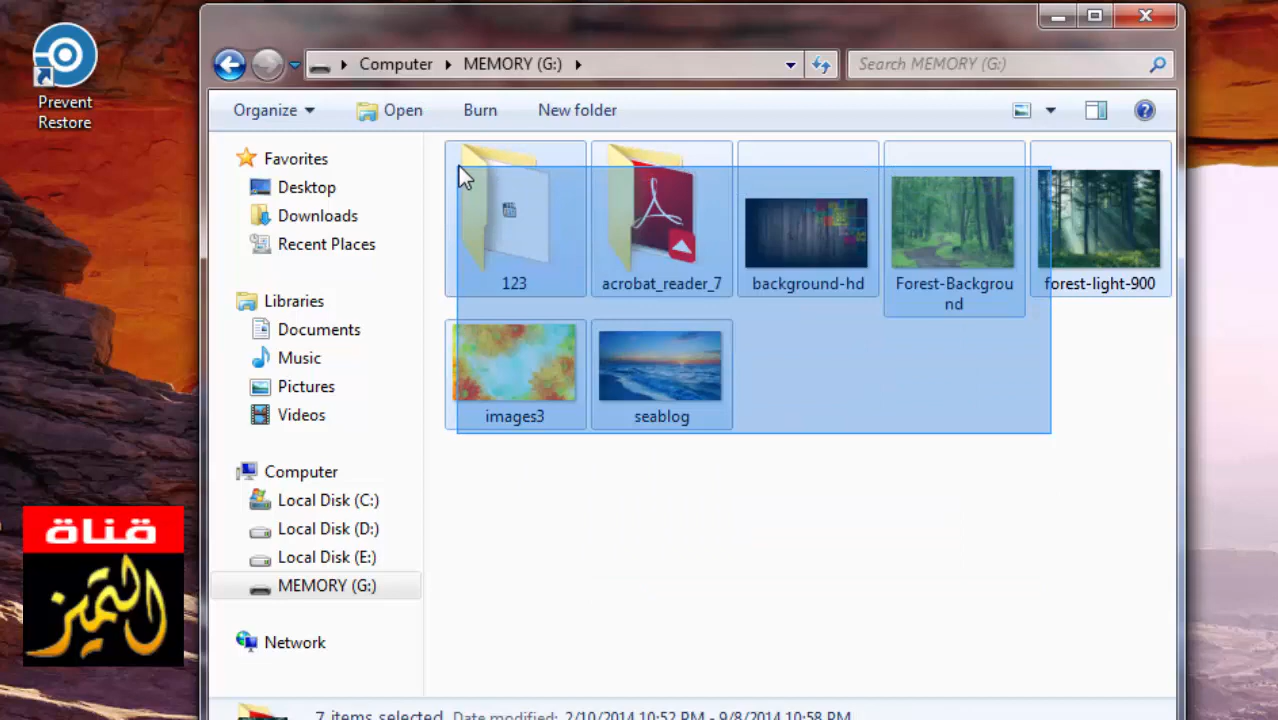 Prevent
Restore
Computer
MEMORY (G:)
Search MEMORY (G:)
Organize
Open
Burn
New folder
Favorites
Desktop
Downloads
Recent Places
Libraries
Documents
Music
Pictures
Videos
Computer
Local Disk (C:)
Local Disk (D:)
Local Disk (E:)
MEMORY (G:)
Network
123
acrobat_reader_7
background-hd
Forest-Backgrou
nd
forest-light-900
images3
seablog
قناة
التميز
7 items selected Date modified: 2/10/2014 10:52 PM - 9/8/2014 10:58 PM